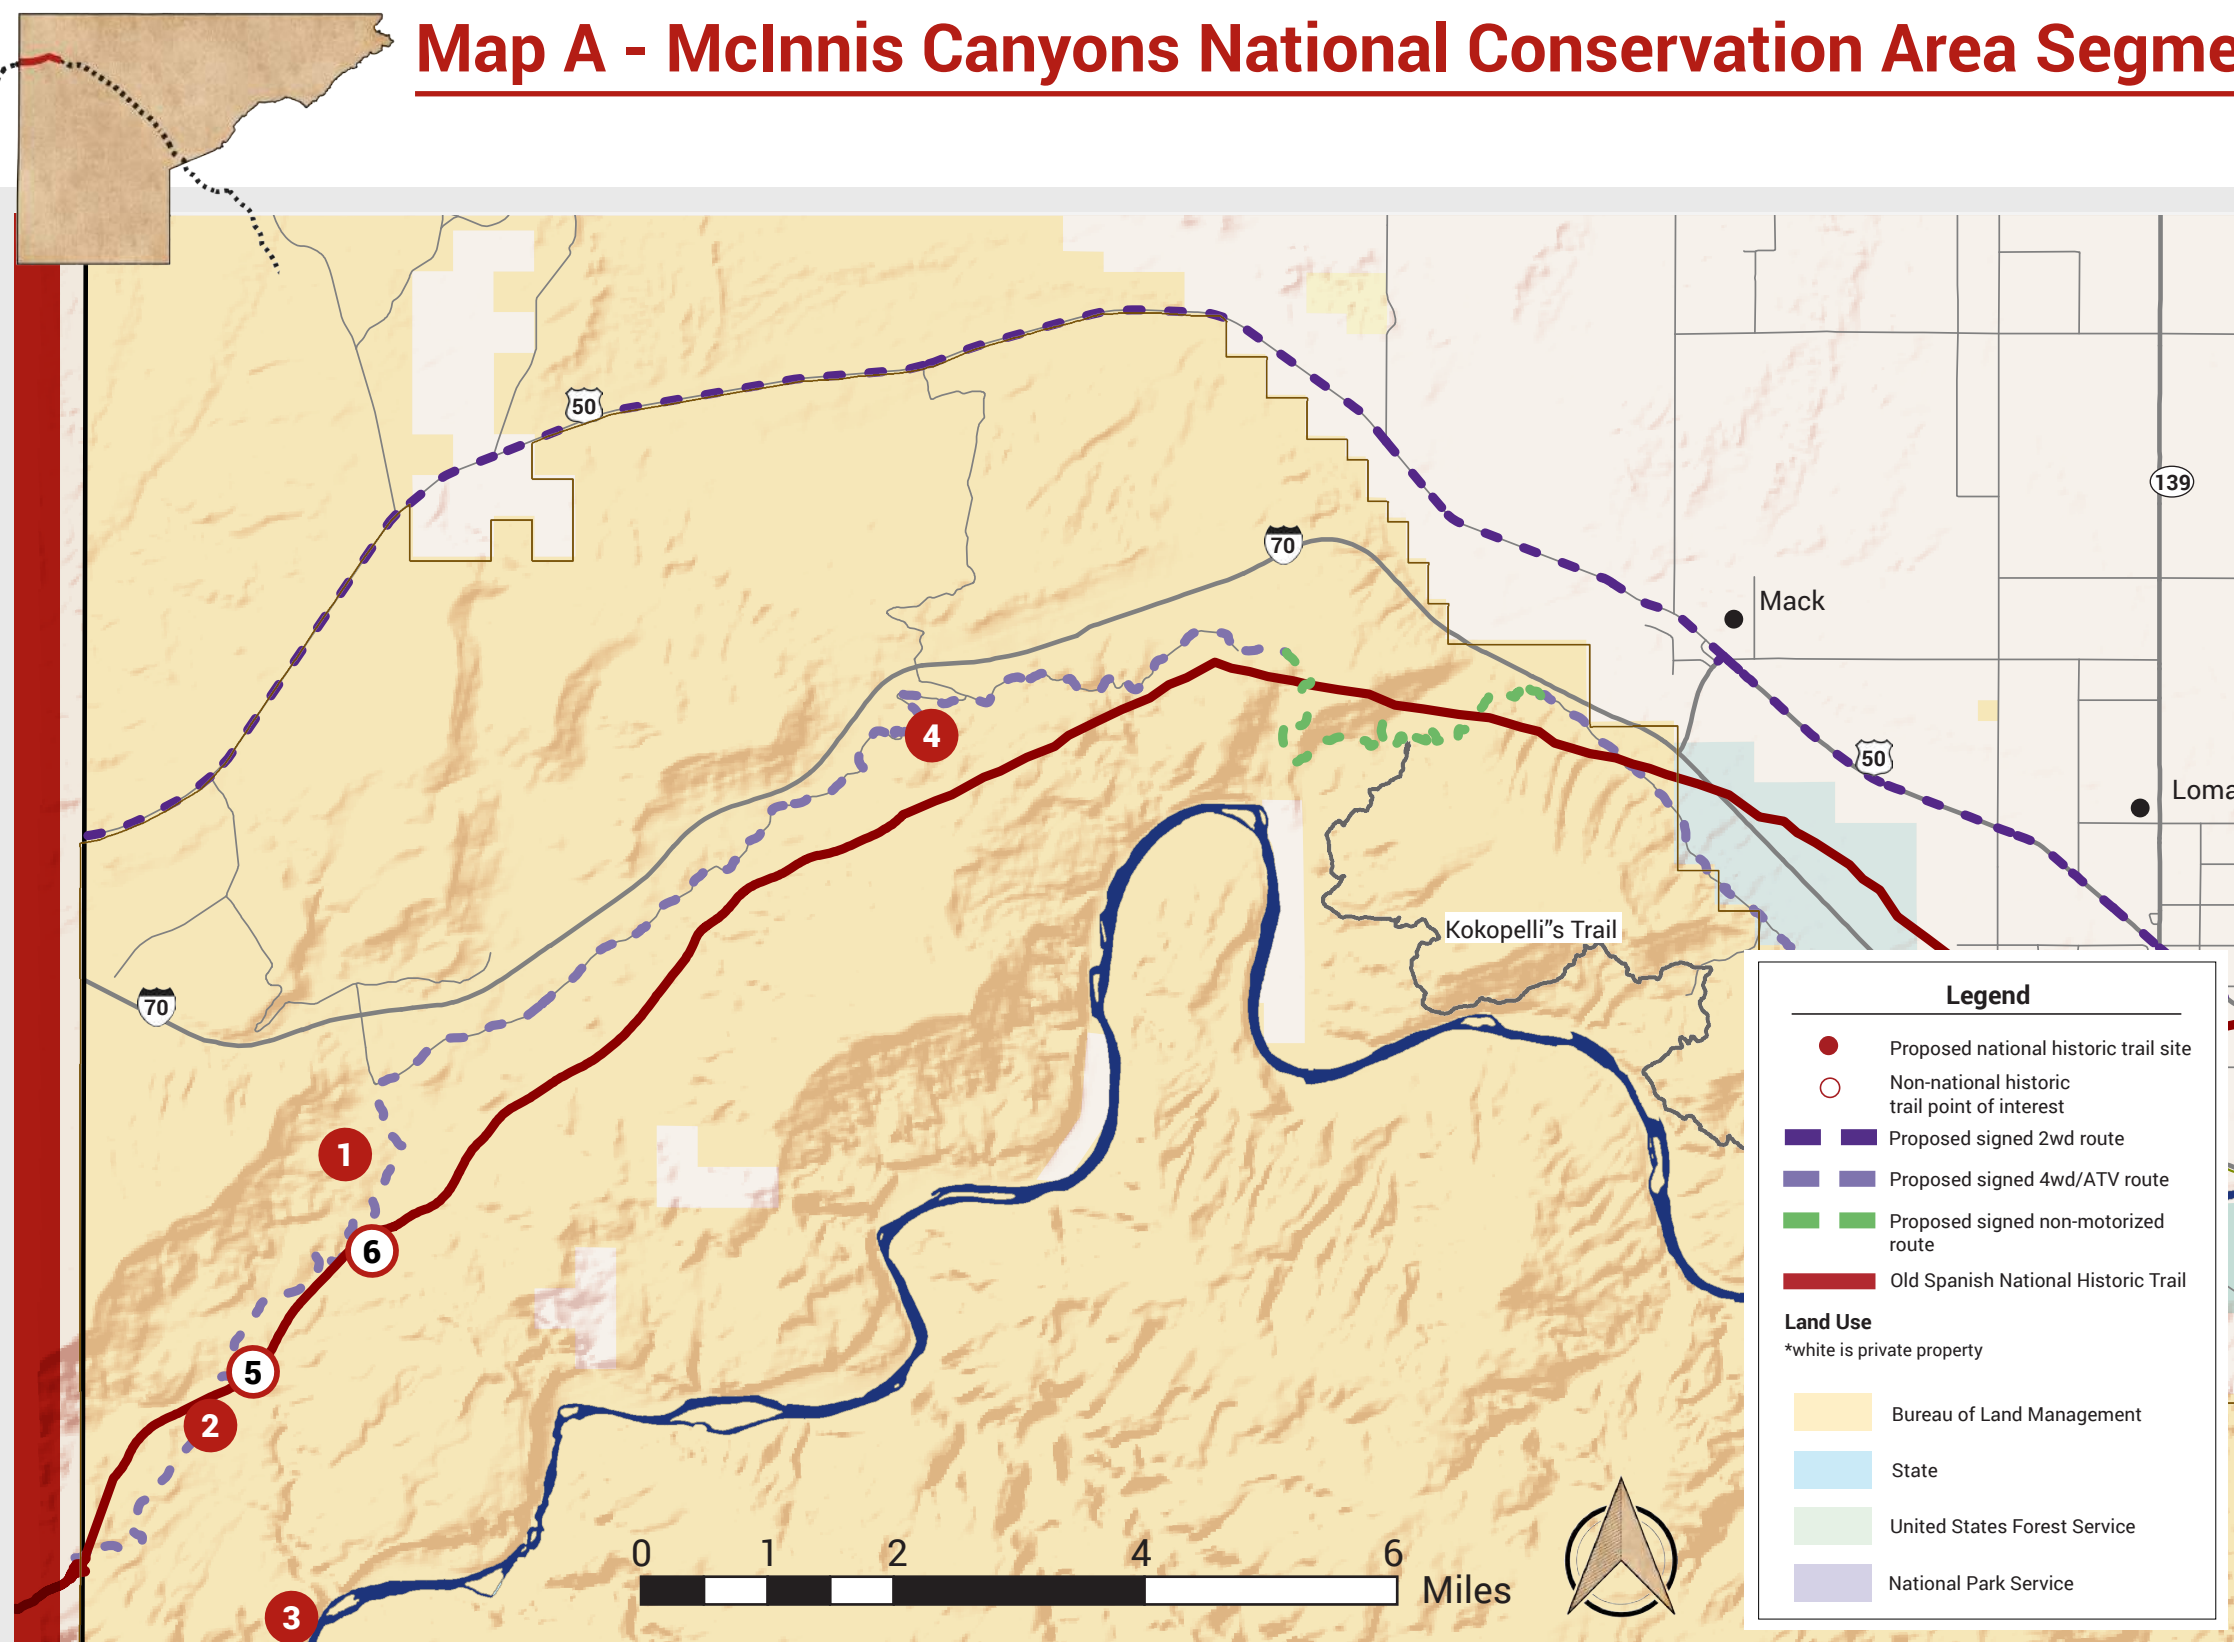 Map A - McInnis Canyons National Conservation Area Segme
50
139
70
Mack
4
50
Loma
Kokopelli"s Trail
70
1
6
5
2
3
0 1 2 4 6
Miles
Legend
Proposed national historic trail site
Non-national historic
trail point of interest
Proposed signed 2wd route
Proposed signed 4wd/ATV route
Proposed signed non-motorized
route
Old Spanish National Historic Trail
Land Use
*white is private property
Bureau of Land Management
State
United States Forest Service
National Park Service